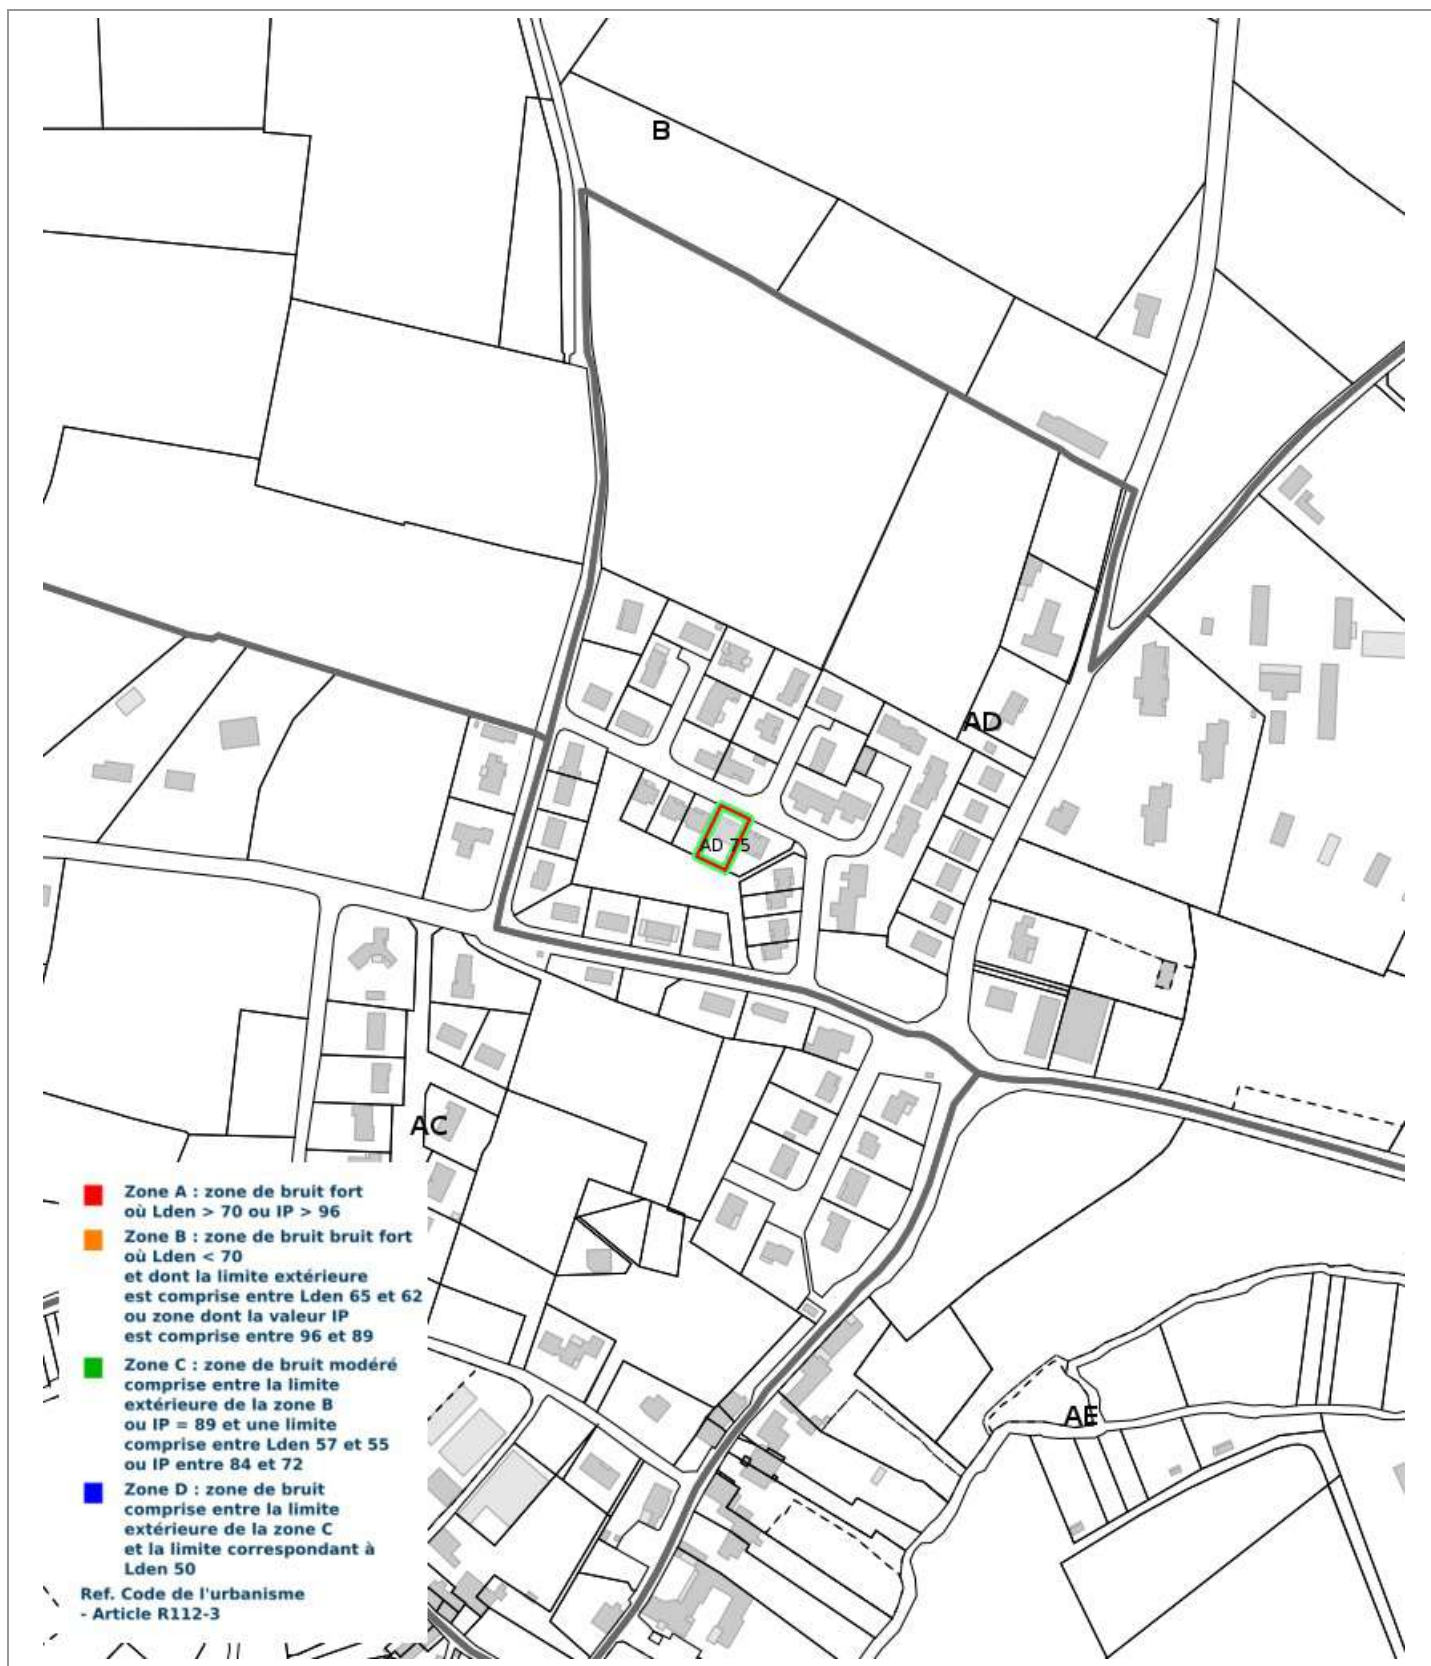 B
AD
AD 75
AC
Zone A : zone de bruit fort
où Lden > 70 ou IP > 96
Zone B : zone de bruit bruit fort
où Lden < 70
et dont la limite extérieure
est comprise entre Lden 65 et 62
ou zone dont la valeur IP
est comprise entre 96 et 89
Zone C : zone de bruit modéré
comprise entre la limite
extérieure de la zone B
ou IP = 89 et une limite
comprise entre Lden 57 et 55
ou IP entre 84 et 72
Zone D : zone de bruit
comprise entre la limite
extérieure de la zone C
et la limite correspondant à
Lden 50
Ref. Code de l'urbanisme
- Article R112-3
AE